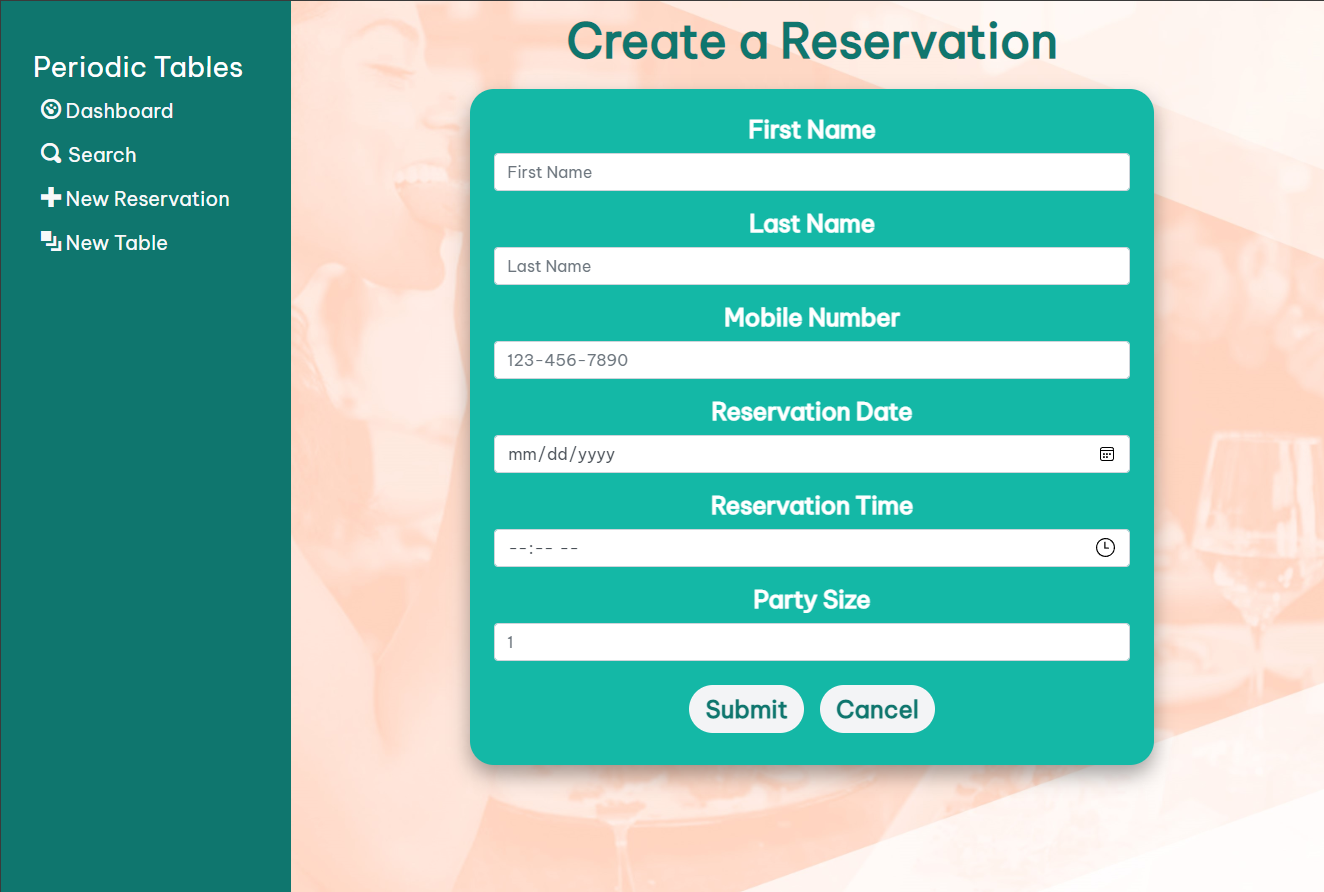 Periodic Tables
Dashboard
Search
New Reservation
New Table
Create a Reservation
First Name
First Name
Last Name
Last Name
Mobile Number
123-456-7890
Reservation Date
mm/dd/yyyy
Reservation Time
--:-- --
Party Size
1
Submit Cancel